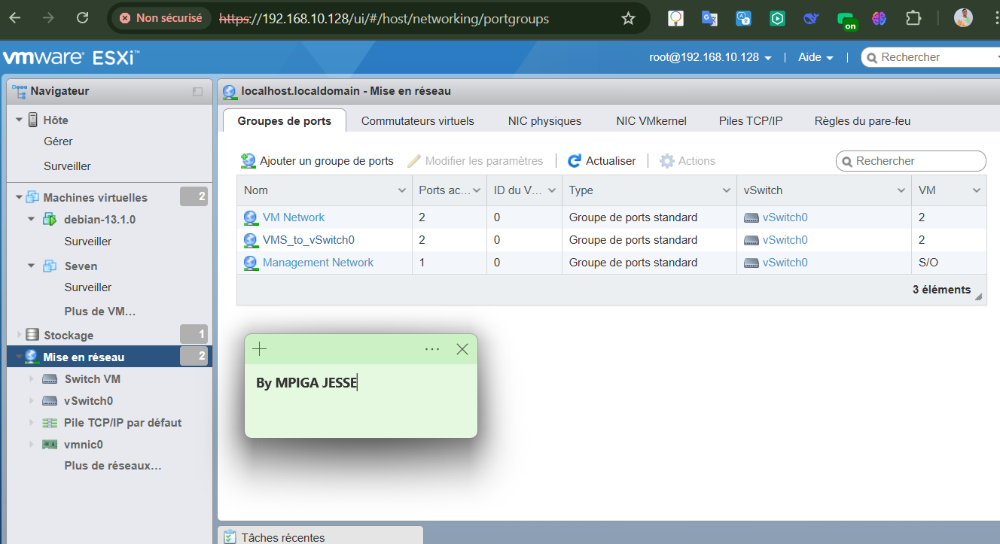 Non sécurisé https://192.168.10.128/ui/#/host/networking/portgroups
on
vmware ESXi™ root@192.168.10.128 | Aide | Rechercher
Navigateur
Hôte
Gérer
Surveiller
Machines virtuelles 2
debian-13.1.0
Surveiller
Seven
Surveiller
Plus de VM...
Stockage 1
Mise en réseau 2
Switch VM
vSwitch0
Pile TCP/IP par défaut
vmnic0
Plus de réseaux...
localhost.localdomain - Mise en réseau
Groupes de ports Commutateurs virtuels NIC physiques NIC VMkernel Piles TCP/IP Règles du pare-feu
Ajouter un groupe de ports Modifier les paramètres | Actualiser | Actions Rechercher
Nom Ports ac... ID du V... Type vSwitch VM
VM Network 2 0 Groupe de ports standard vSwitch0 2
VMS_to_vSwitch0 2 0 Groupe de ports standard vSwitch0 2
Management Network 1 0 Groupe de ports standard vSwitch0 S/O
3 éléments
By MPIGA JESSE
Tâches récentes